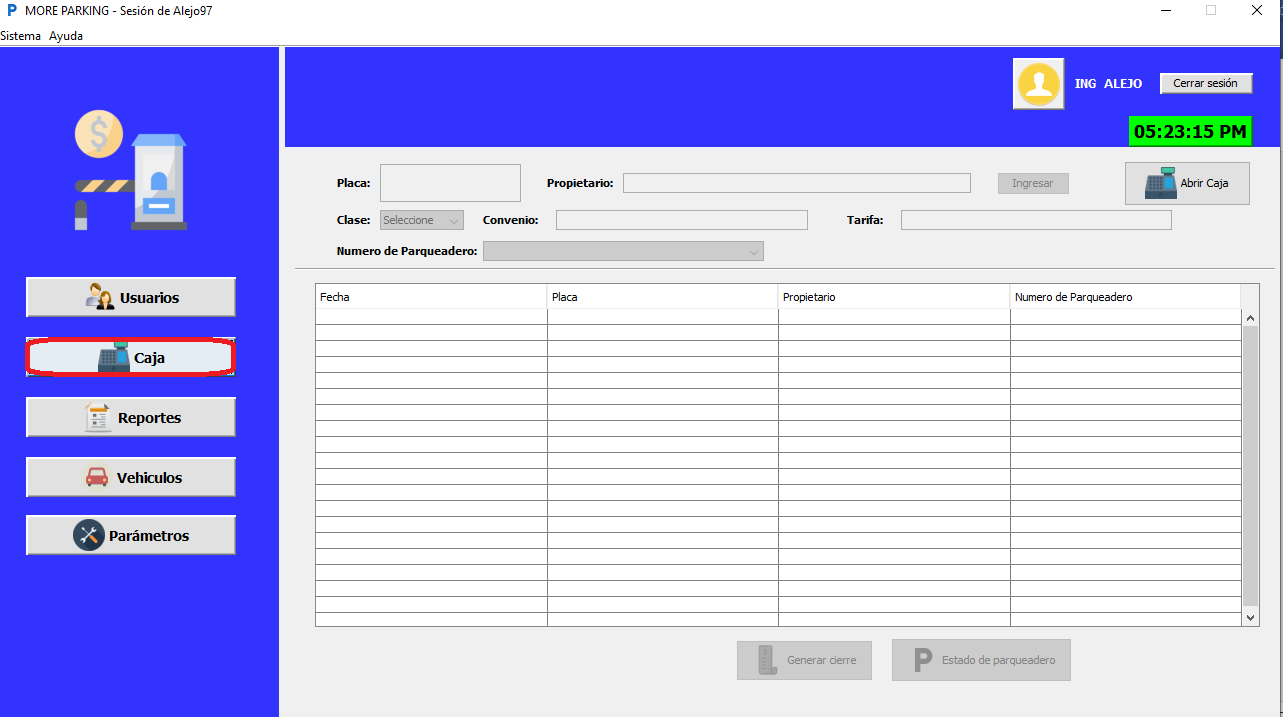 P MORE PARKING - Sesión de Alejo97
Sistema Ayuda
$
ING ALEJO Cerrar sesión
05:23:15 PM
Placa: Propietario: Ingresar Abrir Caja
Clase: Seleccione Convenio: Tarifa:
Numero de Parqueadero:
Usuarios
Caja
Reportes
Vehiculos
Parámetros
Fecha Placa Propietario Numero de Parqueadero
$ Generar cierre P Estado de parqueadero